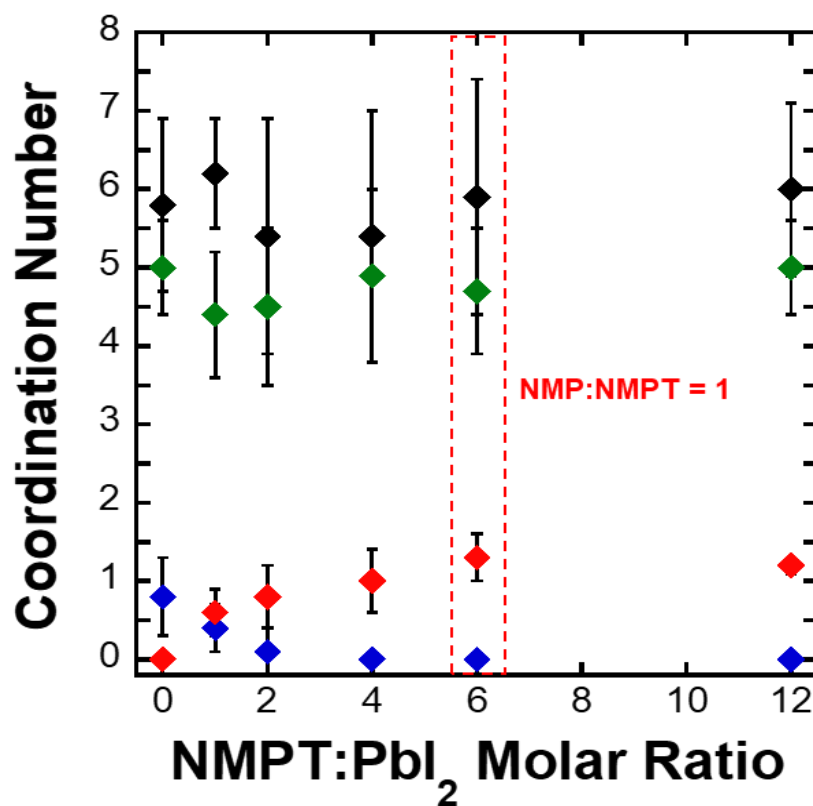 8
7
6
5
4
3
2
1
0
Coordination Number
NMP:NMPT = 1
0 2 4 6 8 10 12
NMPT:PbI₂ Molar Ratio